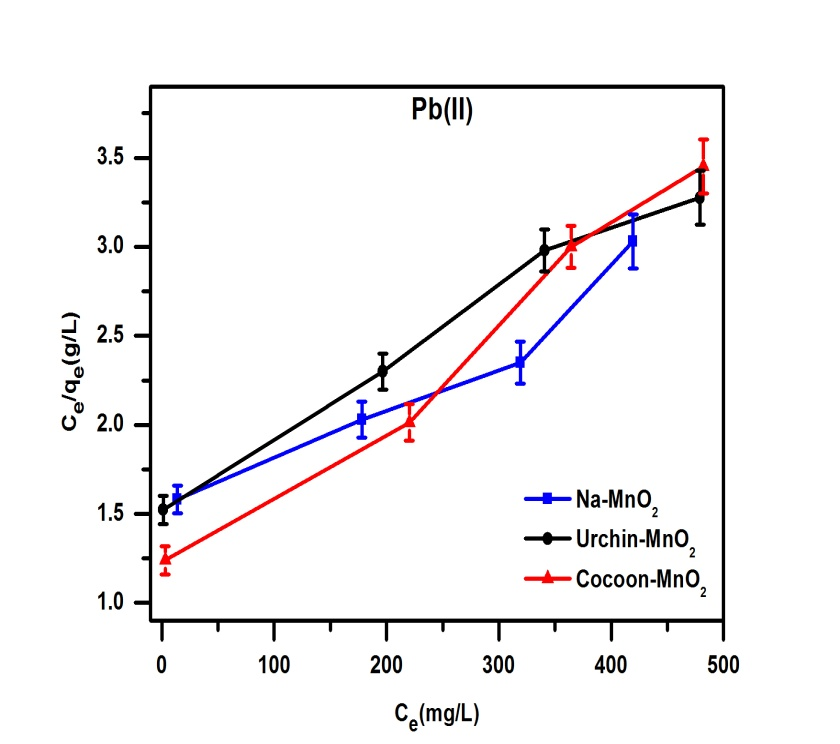 Pb(II)
3.5
3.0
2.5
2.0
1.5
1.0
Ce/qe(g/L)
Na-MnO2
Urchin-MnO2
Cocoon-MnO2
0 100 200 300 400 500
Ce(mg/L)